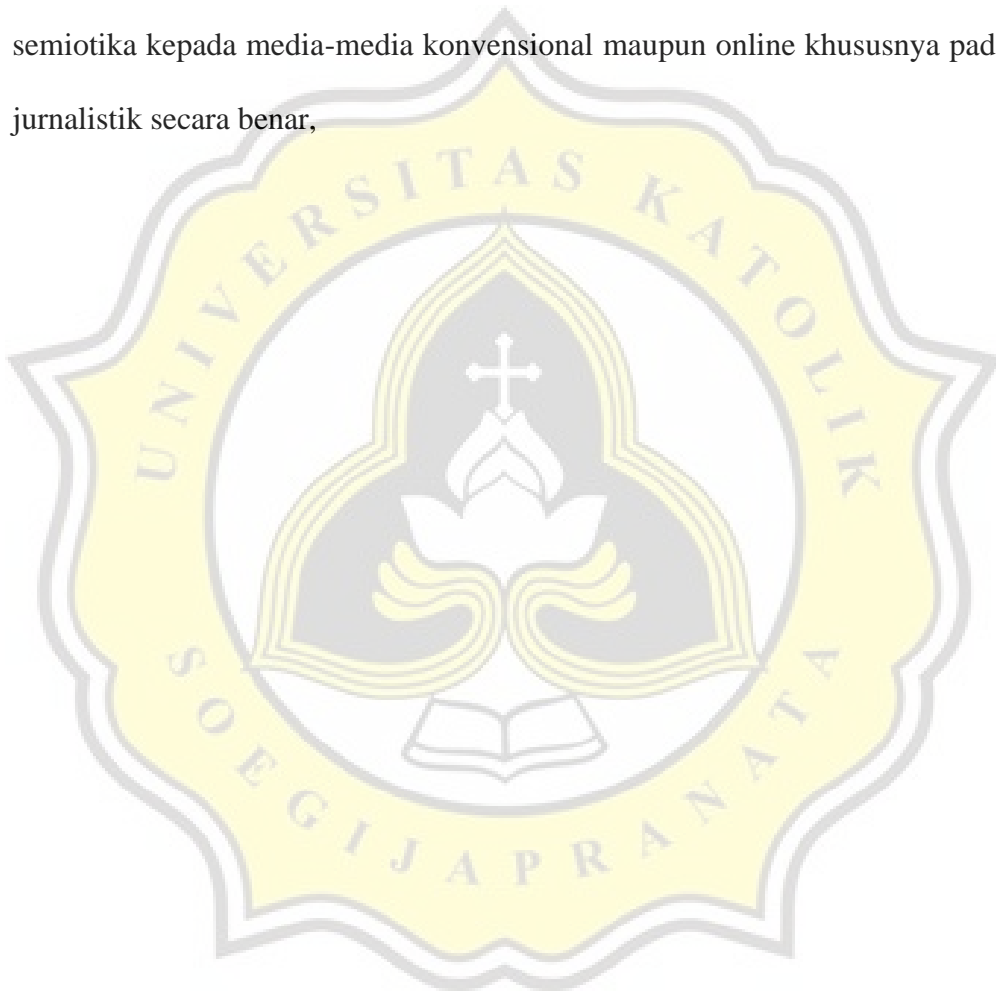 semiotika kepada media-media konvensional maupun online khususnya pad
jurnalistik secara benar,
UNIVERSITAS KATOLIK
SOEGIJAPRANATA